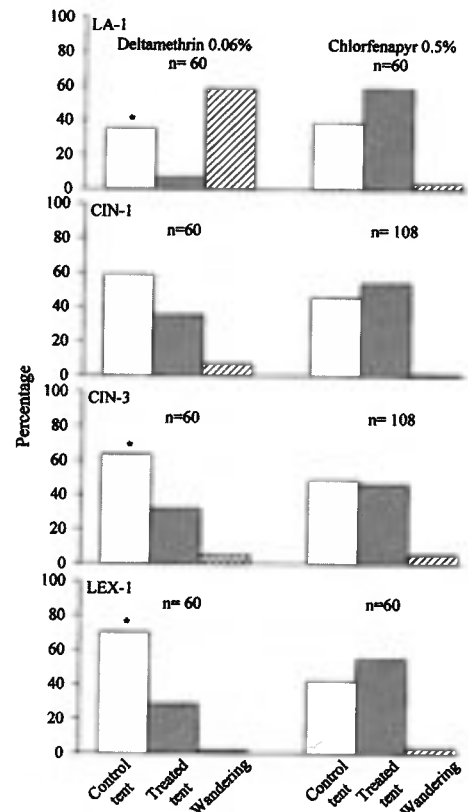 100
LA-1
Deltamethrin 0.06%
Chlorfenapyr 0.5%
n= 60
n=60
80
60
40
*
20
0
100
CIN-1
n=60
n= 108
80
60
40
20
0
Percentage
100
CIN-3
n=60
n= 108
80
*
60
40
20
0
100
LEX-1
n= 60
n=60
80
*
60
40
20
0
Control tent
Treated tent
Wandering
Control tent
Treated tent
Wandering